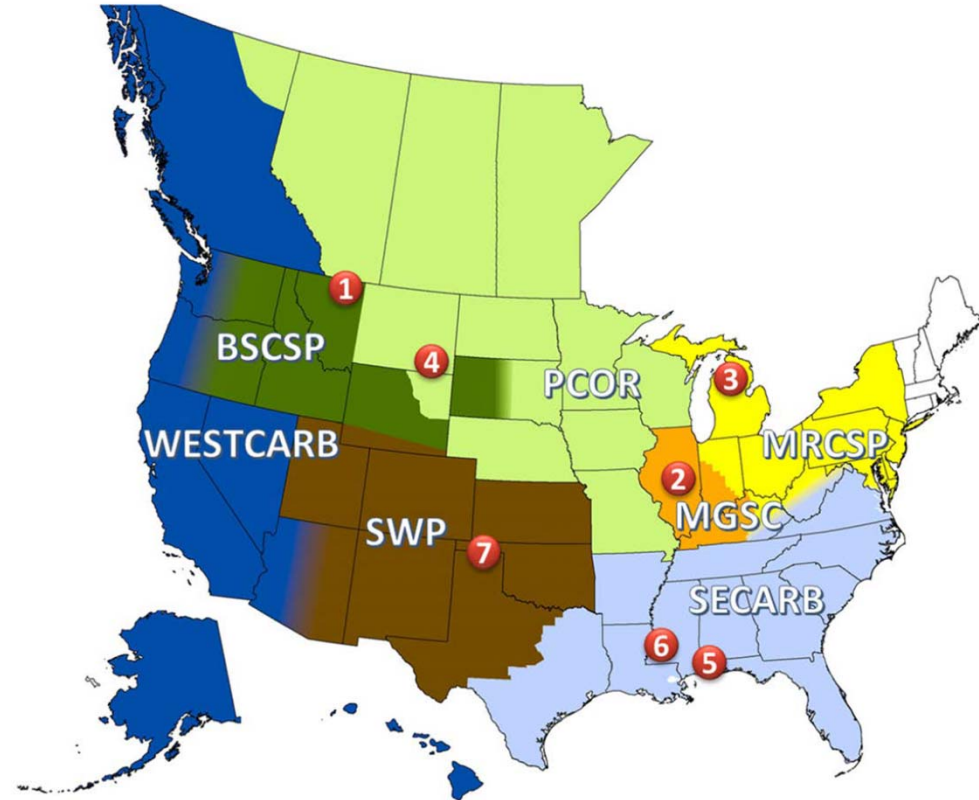 1
BSCSP
4
PCOR
3
WESTCARB
MRCSP
2
MGSC
SWP
7
SECARB
6
5